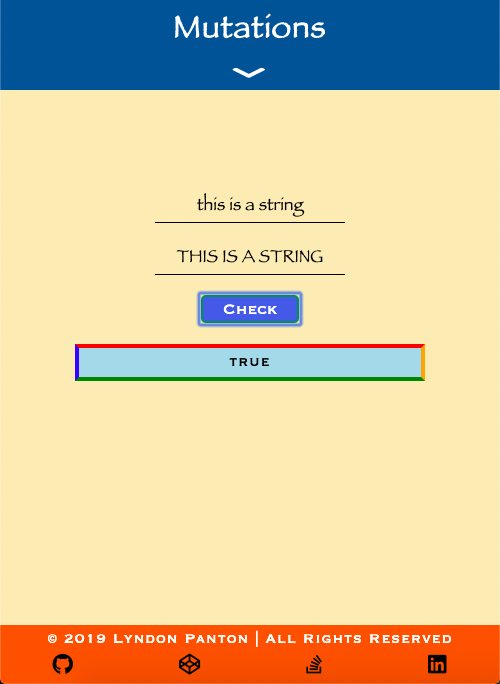 Mutations
this is a string
THIS IS A STRING
Check
TRUE
© 2019 Lyndon Panton | All Rights Reserved